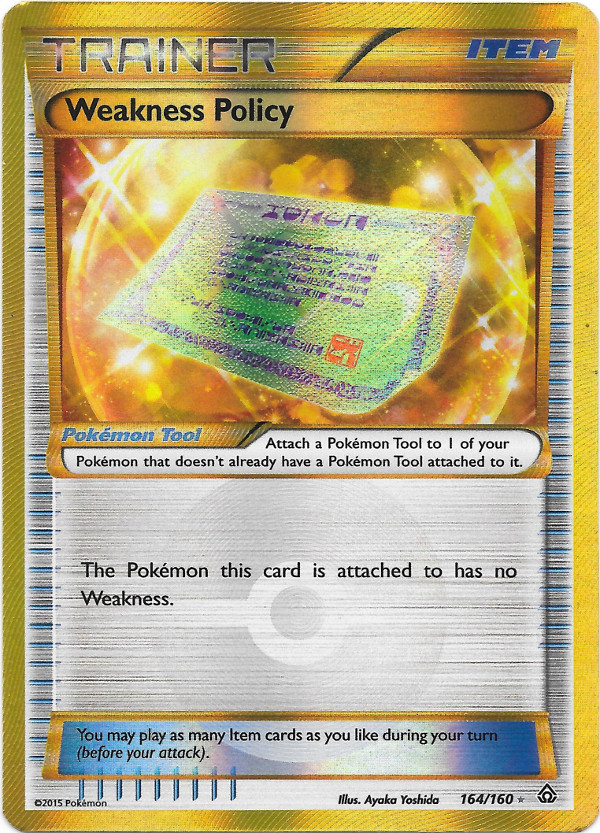 TRAINER
ITEM
Weakness Policy
Pokémon Tool
Attach a Pokémon Tool to 1 of your
Pokémon that doesn't already have a Pokémon Tool attached to it.
The Pokémon this card is attached to has no
Weakness.
You may play as many Item cards as you like during your turn
(before your attack).
©2015 Pokémon
Illus. Ayaka Yoshida
164/160